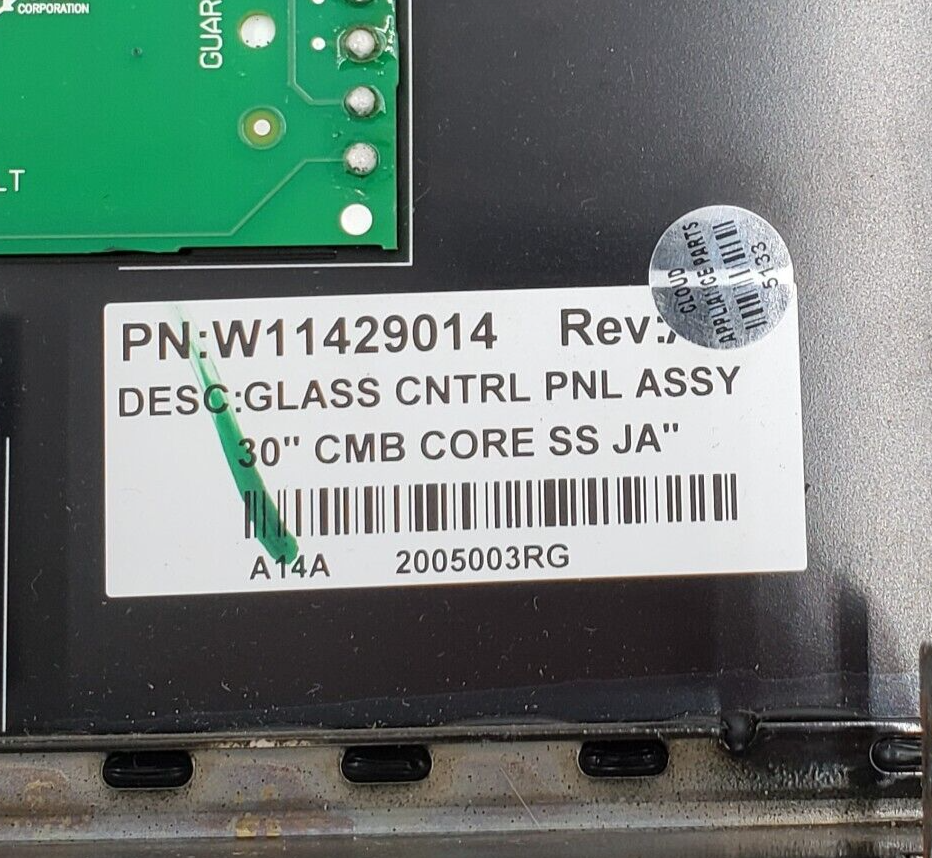 CORPORATION
GUAR
LT
CLOUD
APPLIANCE PARTS
5133
PN:W11429014 Rev:
DESC:GLASS CNTRL PNL ASSY
30" CMB CORE SS JA"
A14A 2005003RG